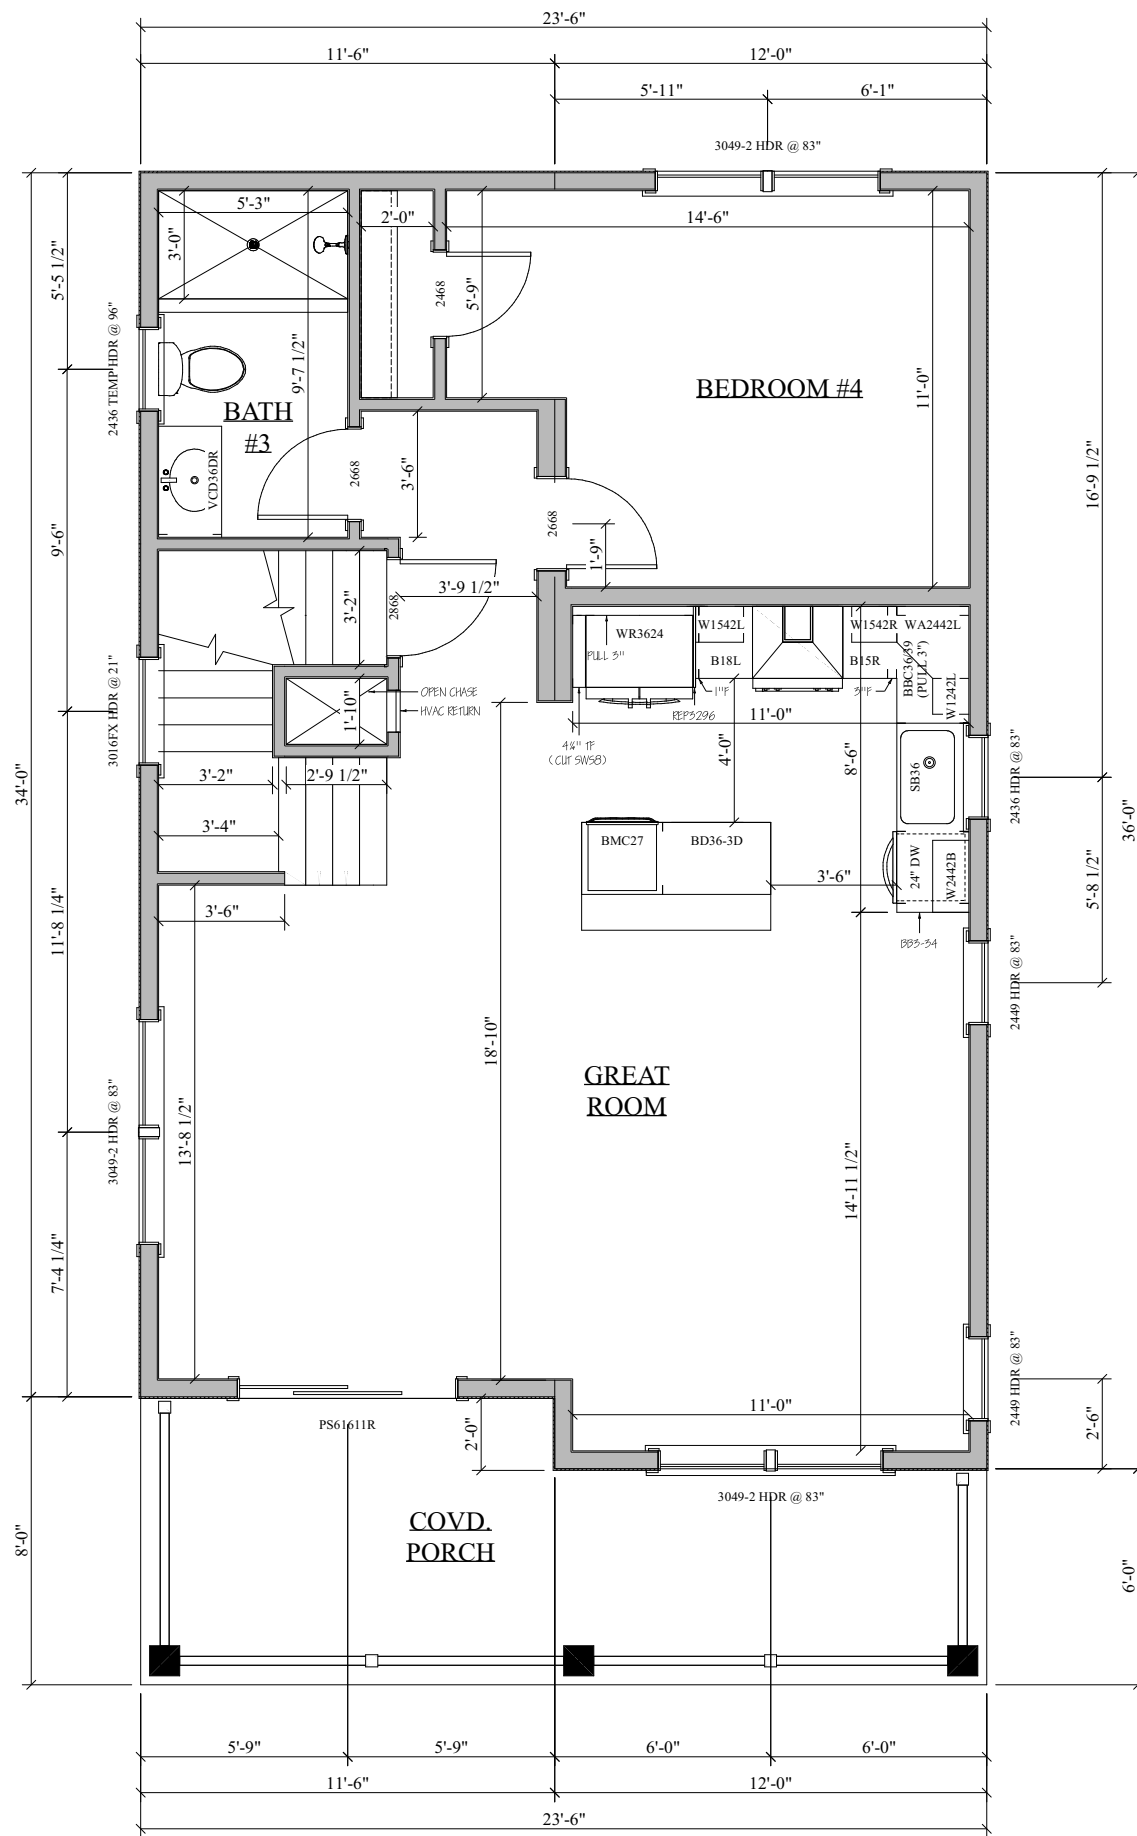 23'-6"
11'-6"
12'-0"
5'-11"
6'-1"
3049-2 HDR @ 83"
5'-3"
2'-0"
14'-6"
3'-0"
5'-5 1/2"
2436 TEMP HDR @ 96"
9'-7 1/2"
2468
5'-9"
BEDROOM #4
11'-0"
BATH
#3
VCD36DR
2668
3'-6"
16'-9 1/2"
9'-6"
2668
1'-9"
3'-2"
2868
3'-9 1/2"
WR3624
W1542L
W1542R
WA2442L
PULL 3"
B18L
B15R
BBC36/39
(PULL 3")
W1242L
1"F
3"F
REP3296
3016FX HDR @ 21"
OPEN CHASE
HVAC RETURN
1'-10"
11'-0"
4 1/2" TF
(CUT SWS8)
4'-0"
8'-6"
SB36
2436 HDR @ 83"
34'-0"
36'-0"
3'-2"
2'-9 1/2"
3'-4"
BMC27
BD36-3D
3'-6"
24" DW
W2442B
5'-8 1/2"
3'-6"
BB3-34
11'-8 1/4"
2449 HDR @ 83"
18'-10"
GREAT
ROOM
3049-2 HDR @ 83"
13'-8 1/2"
14'-11 1/2"
7'-4 1/4"
2449 HDR @ 83"
11'-0"
2'-6"
PS61611R
2'-0"
3049-2 HDR @ 83"
COVD.
PORCH
8'-0"
6'-0"
5'-9"
5'-9"
6'-0"
6'-0"
11'-6"
12'-0"
23'-6"